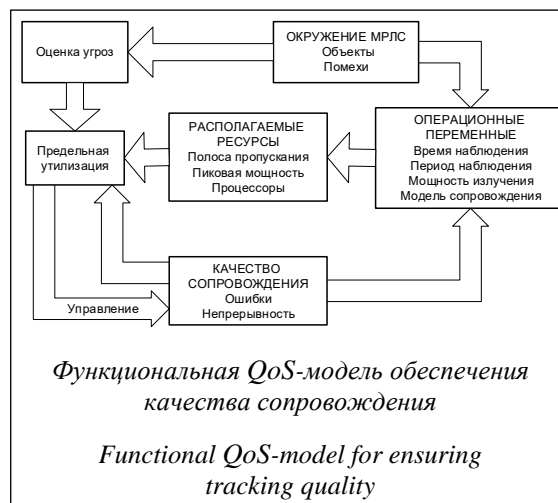 Оценка угроз
ОКРУЖЕНИЕ МРЛС
Объекты
Помехи
Предельная
утилизация
РАСПОЛАГАЕМЫЕ
РЕСУРСЫ
Полоса пропускания
Пиковая мощность
Процессоры
ОПЕРАЦИОННЫЕ
ПЕРЕМЕННЫЕ
Время наблюдения
Период наблюдения
Мощность излучения
Модель сопровождения
КАЧЕСТВО
СОПРОВОЖДЕНИЯ
Ошибки
Непрерывность
Управление
Функциональная QoS-модель обеспечения
качества сопровождения
Functional QoS-model for ensuring
tracking quality